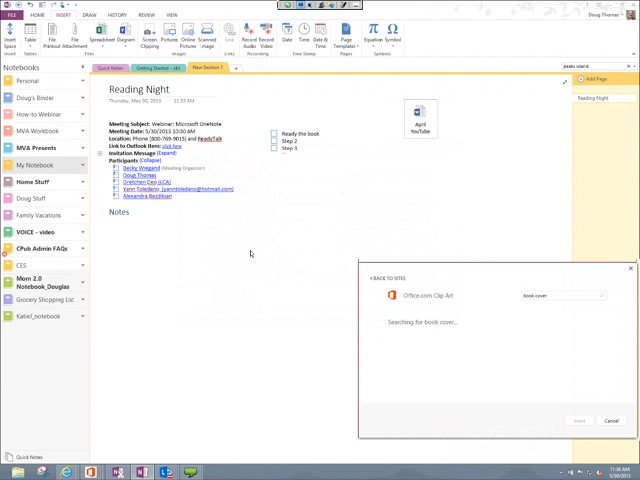 Doug Thomas
FILE HOME INSERT DRAW HISTORY REVIEW VIEW
Insert Space Table Spreadsheet File Printout File Attachment Diagram Screen Clipping Pictures Online Pictures Scanned Image Link Record Audio Record Video Date Time Date & Time Page Templates Equation Symbol
Insert Tables Files Images Links Recording Time Stamp Pages Symbols
Notebooks
Quick Notes
New Section 1
peaks island
Add Page
Reading Night
Personal
Doug's Binder
How-to Webinar
MVA Workbook
MVA Presents
My Notebook
Home Stuff
Doug Stuff
Family Vacations
VOICE - video
CPub Admin FAQs
CES
Mom 2.0
Notebook_Douglas
Grocery Shopping List
Katiel_notebook
Quick Notes
Reading Night
Thursday, May 30, 2013 11:33 AM
Meeting Subject: Webinar: Microsoft OneNote
Meeting Date: 5/30/2013 10:30 AM
Location: Phone (800-769-9015) and ReadyTalk
Link to Outlook Item: click here
Invitation Message (Expand)
Participants (Collapse)
Becky Wiegand (Meeting Organizer)
Doug Thomas
Gretchen Deo (LCA)
Yann Toledano, (yanntoledano@hotmail.com)
Alexandra Bezdikian
Notes
Ready the book
Step 2
Step 3
April
YouTube
BACK TO SITES
Office.com Clip Art
book cover
Searching for book cover...
Insert
Cancel
11:36 AM
5/30/2013